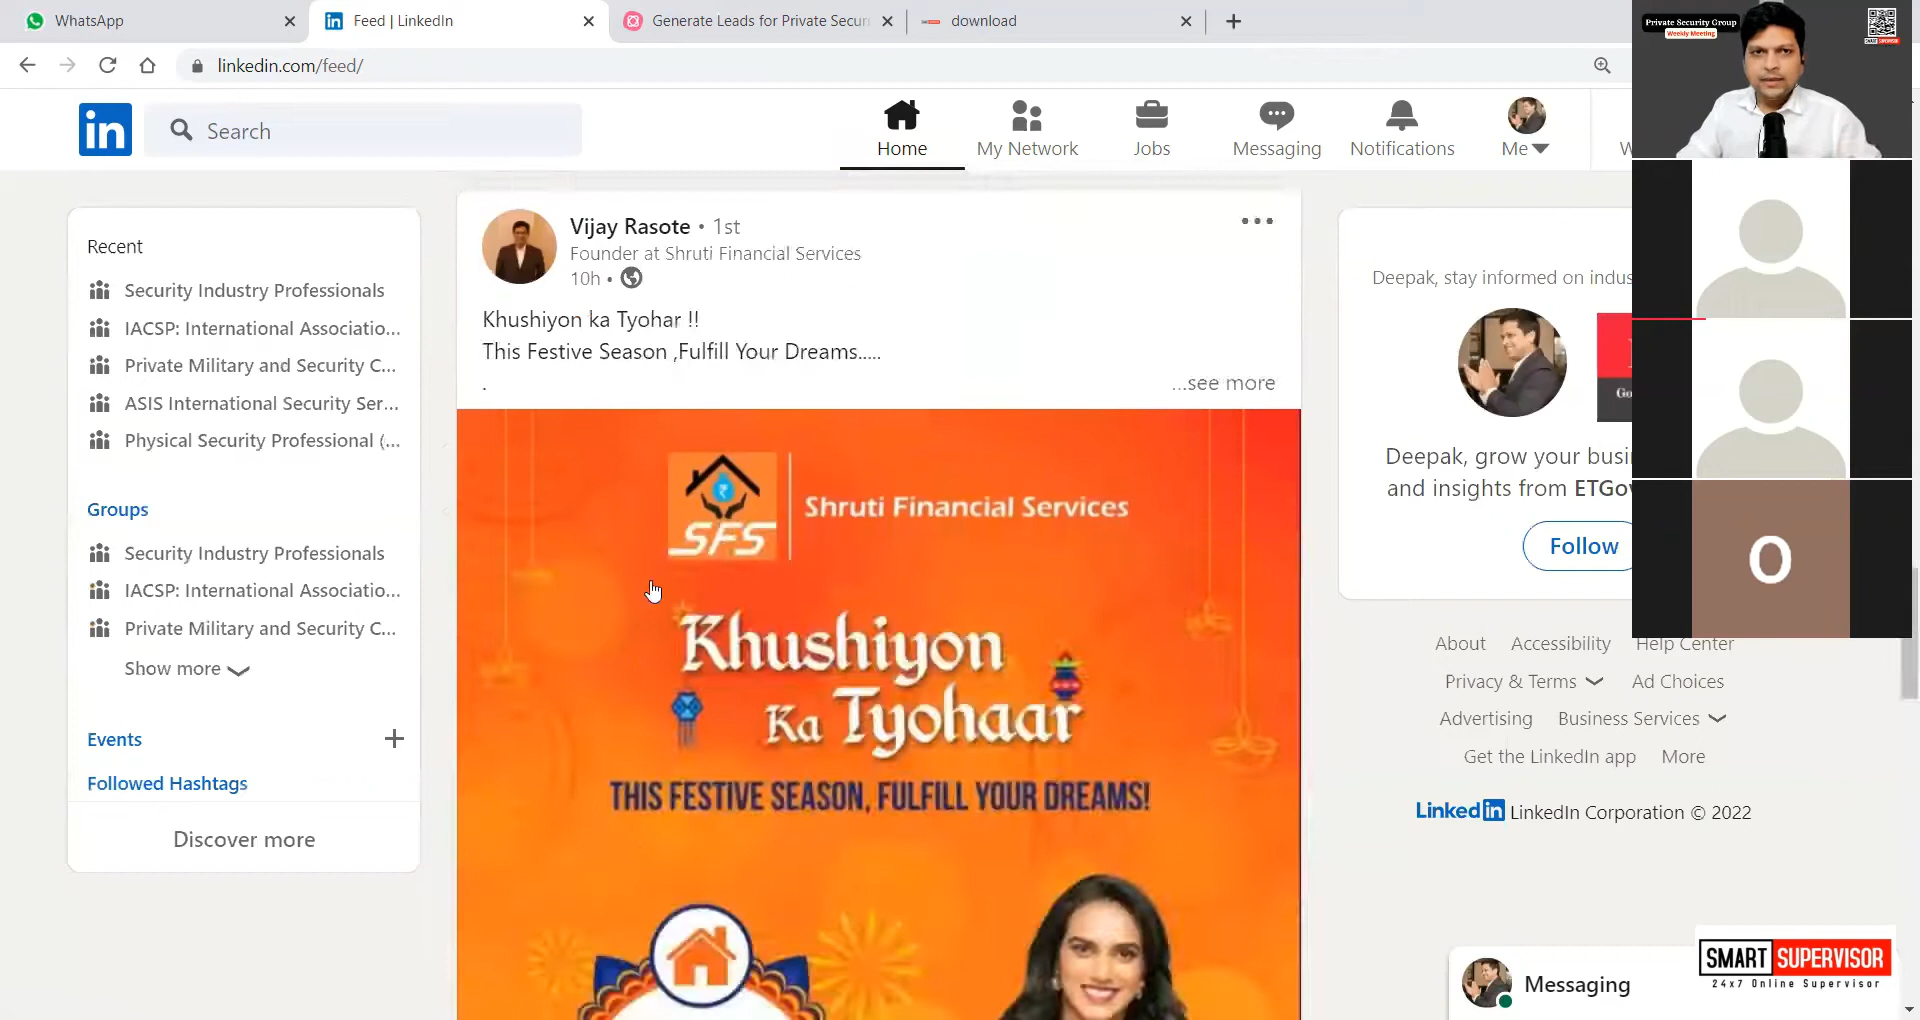 WhatsApp
Feed | LinkedIn
Generate Leads for Private Secur
download
linkedin.com/feed/
in
Search
Home
My Network
Jobs
Messaging
Notifications
Me
W
Private Security Group
Weekly Meeting
Recent
Security Industry Professionals
IACSP: International Associatio...
Private Military and Security C...
ASIS International Security Ser...
Physical Security Professional (...
Groups
Security Industry Professionals
IACSP: International Associatio...
Private Military and Security C...
Show more
Events
Followed Hashtags
Discover more
Vijay Rasote • 1st
Founder at Shruti Financial Services
10h •
Khushiyon ka Tyohar !!
This Festive Season ,Fulfill Your Dreams.....
.
...see more
SFS
Shruti Financial Services
Khushiyon
Ka Tyohaar
THIS FESTIVE SEASON, FULFILL YOUR DREAMS!
Deepak, stay informed on indus
Go
Deepak, grow your busi
and insights from ETGov
Follow
O
About Accessibility Help Center
Privacy & Terms Ad Choices
Advertising Business Services
Get the LinkedIn app More
LinkedIn LinkedIn Corporation © 2022
Messaging
SMART SUPERVISOR
24x7 Online Supervisor